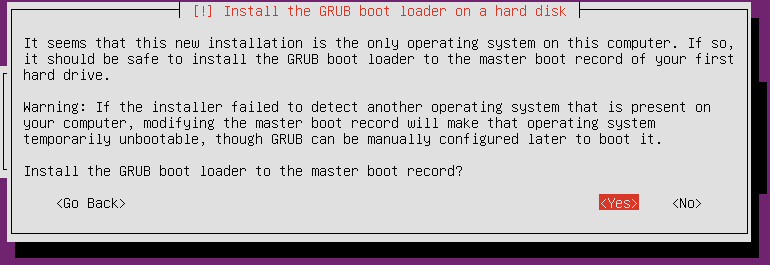 [!] Install the GRUB boot loader on a hard disk
It seems that this new installation is the only operating system on this computer. If so,
it should be safe to install the GRUB boot loader to the master boot record of your first
hard drive.
Warning: If the installer failed to detect another operating system that is present on
your computer, modifying the master boot record will make that operating system
temporarily unbootable, though GRUB can be manually configured later to boot it.
Install the GRUB boot loader to the master boot record?
<Go Back> <Yes> <No>